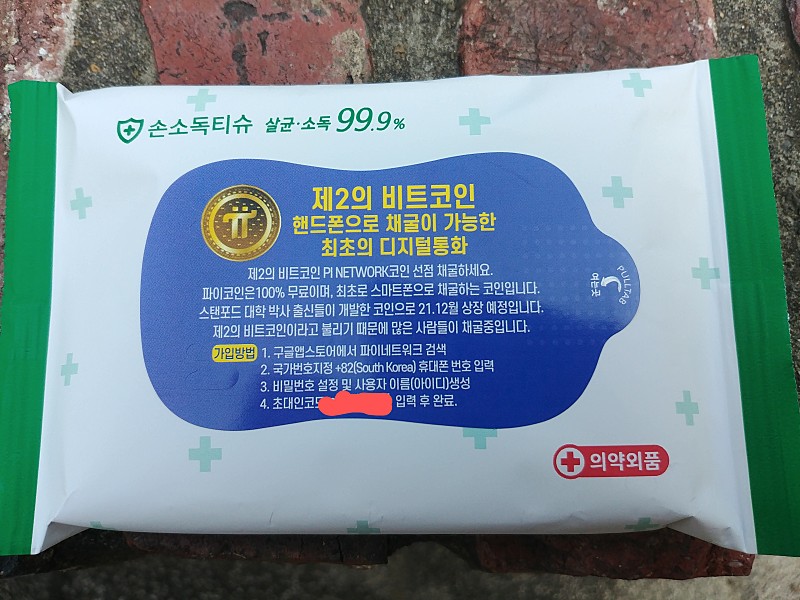 손소독티슈 살균·소독 99.9%
제2의 비트코인
핸드폰으로 채굴이 가능한
최초의 디지털통화
제2의 비트코인 PI NETWORK코인 선점 채굴하세요.
파이코인은 100% 무료이며, 최초로 스마트폰으로 채굴하는 코인입니다.
스탠포드 대학 박사 출신들이 개발한 코인으로 21.12월 상장 예정입니다.
제2의 비트코인이라고 불리기 때문에 많은 사람들이 채굴중입니다.
가입방법 1. 구글앱스토어에서 파이네트워크 검색
2. 국가번호지정 +82(South Korea) 휴대폰 번호 입력
3. 비밀번호 설정 및 사용자 이름(아이디)생성
4. 초대인코드 입력 후 완료.
PULL TAB
여는곳
의약외품